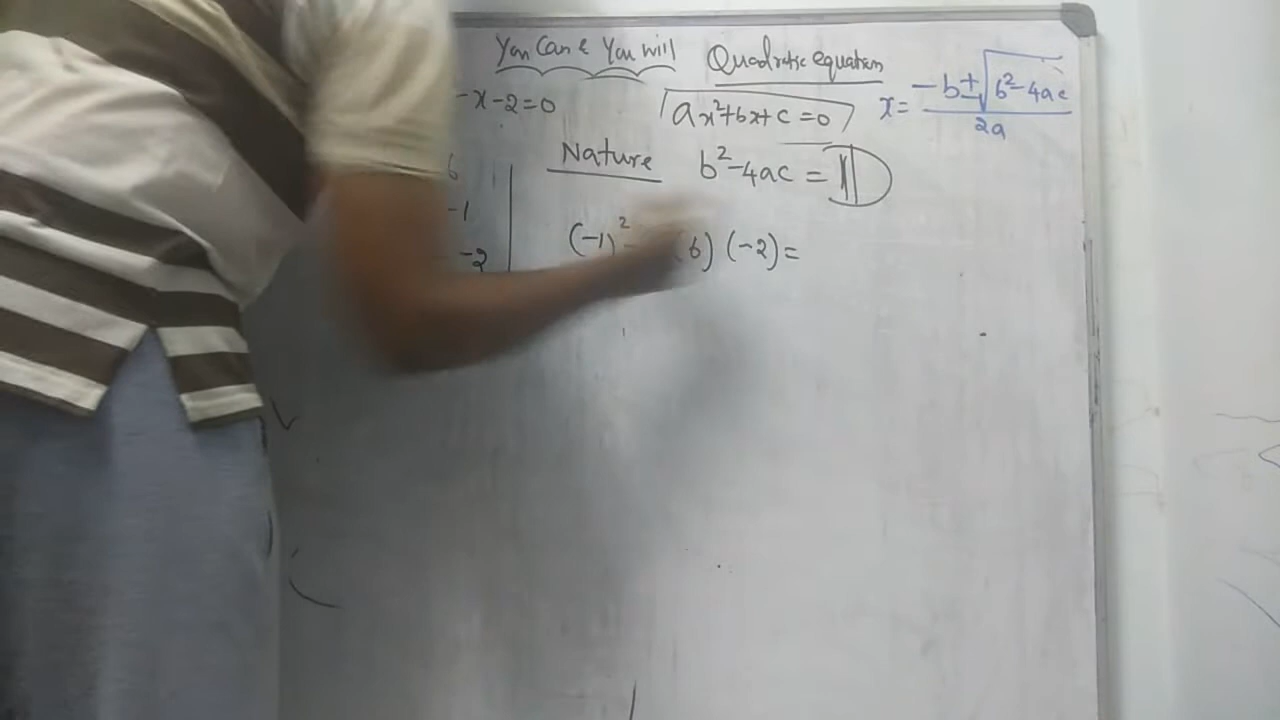 You Can & You will
Quadratic equation
-x-2=0
ax²+bx+c=0
x= -b±√b²-4ac / 2a
Nature
b²-4ac = D
6
-1
-2
(-1)² (6) (-2)=